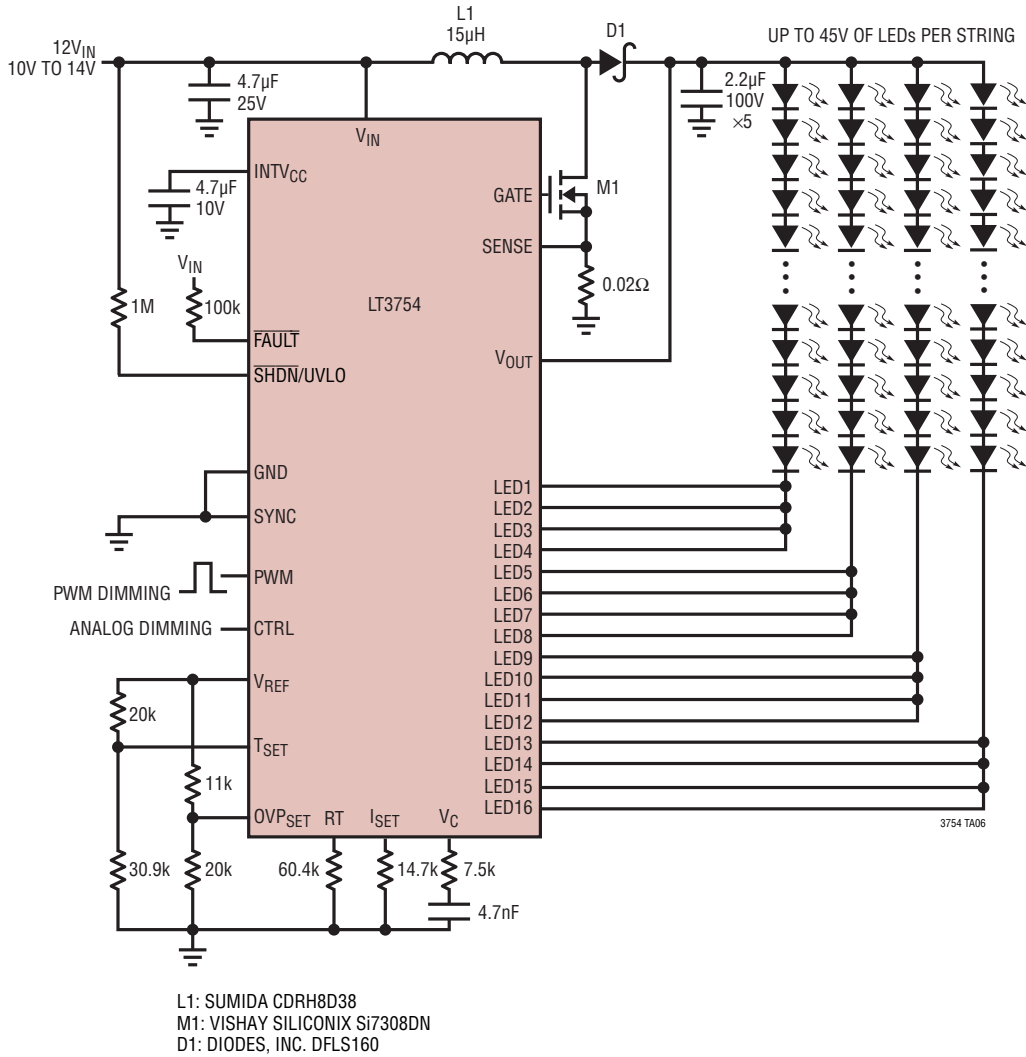 L1
15µH
D1
UP TO 45V OF LEDs PER STRING
12VIN
10V TO 14V
4.7µF
25V
2.2µF
100V
×5
VIN
INTVCC
4.7µF
10V
GATE
M1
SENSE
VIN
0.02Ω
1M
100k
LT3754
FAULT
VOUT
SHDN/UVLO
GND
SYNC
LED1
LED2
LED3
LED4
LED5
LED6
LED7
LED8
LED9
LED10
LED11
LED12
LED13
LED14
LED15
LED16
PWM
PWM DIMMING
ANALOG DIMMING
CTRL
VREF
20k
TSET
11k
OVPSET
RT
ISET
VC
3754 TA06
30.9k
20k
60.4k
14.7k
7.5k
4.7nF
L1: SUMIDA CDRH8D38
M1: VISHAY SILICONIX Si7308DN
D1: DIODES, INC. DFLS160